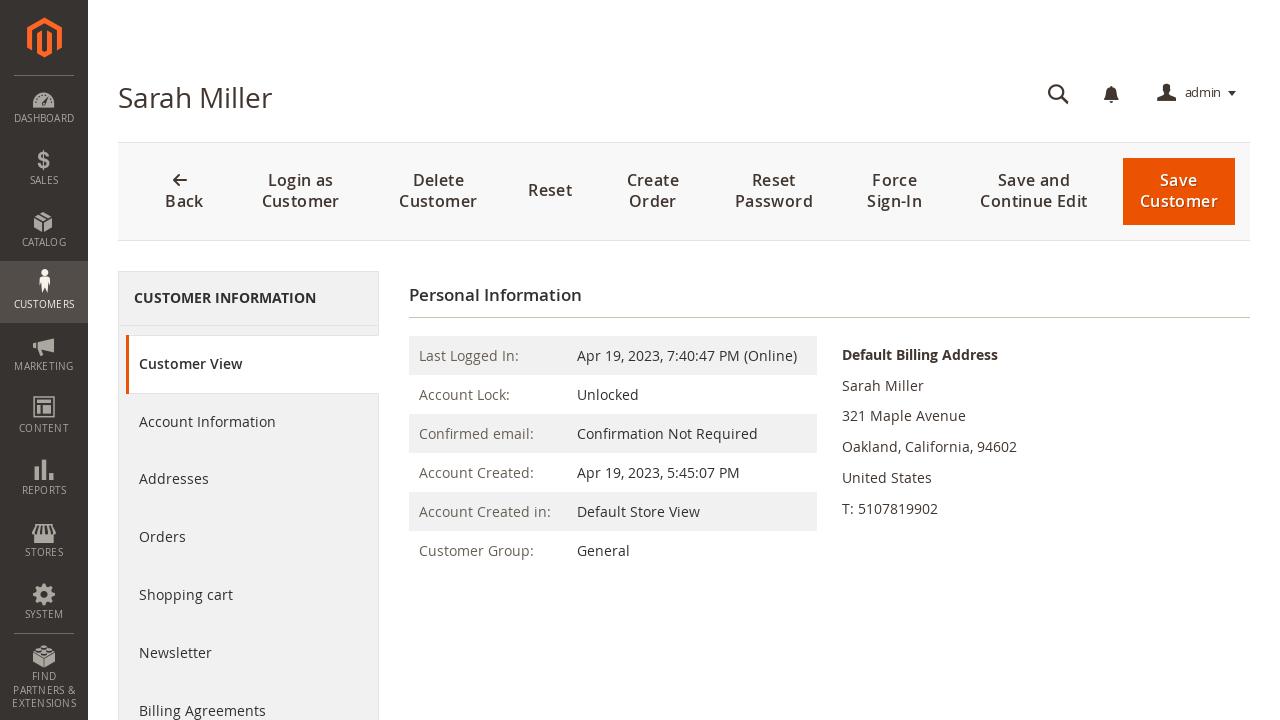 Sarah Miller
admin
DASHBOARD
SALES
CATALOG
CUSTOMERS
MARKETING
CONTENT
REPORTS
STORES
SYSTEM
FIND
PARTNERS &
EXTENSIONS
Back
Login as
Customer
Delete
Customer
Reset
Create
Order
Reset
Password
Force
Sign-In
Save and
Continue Edit
Save
Customer
CUSTOMER INFORMATION
Customer View
Account Information
Addresses
Orders
Shopping cart
Newsletter
Billing Agreements
Personal Information
Last Logged In: Apr 19, 2023, 7:40:47 PM (Online)
Account Lock: Unlocked
Confirmed email: Confirmation Not Required
Account Created: Apr 19, 2023, 5:45:07 PM
Account Created in: Default Store View
Customer Group: General
Default Billing Address
Sarah Miller
321 Maple Avenue
Oakland, California, 94602
United States
T: 5107819902